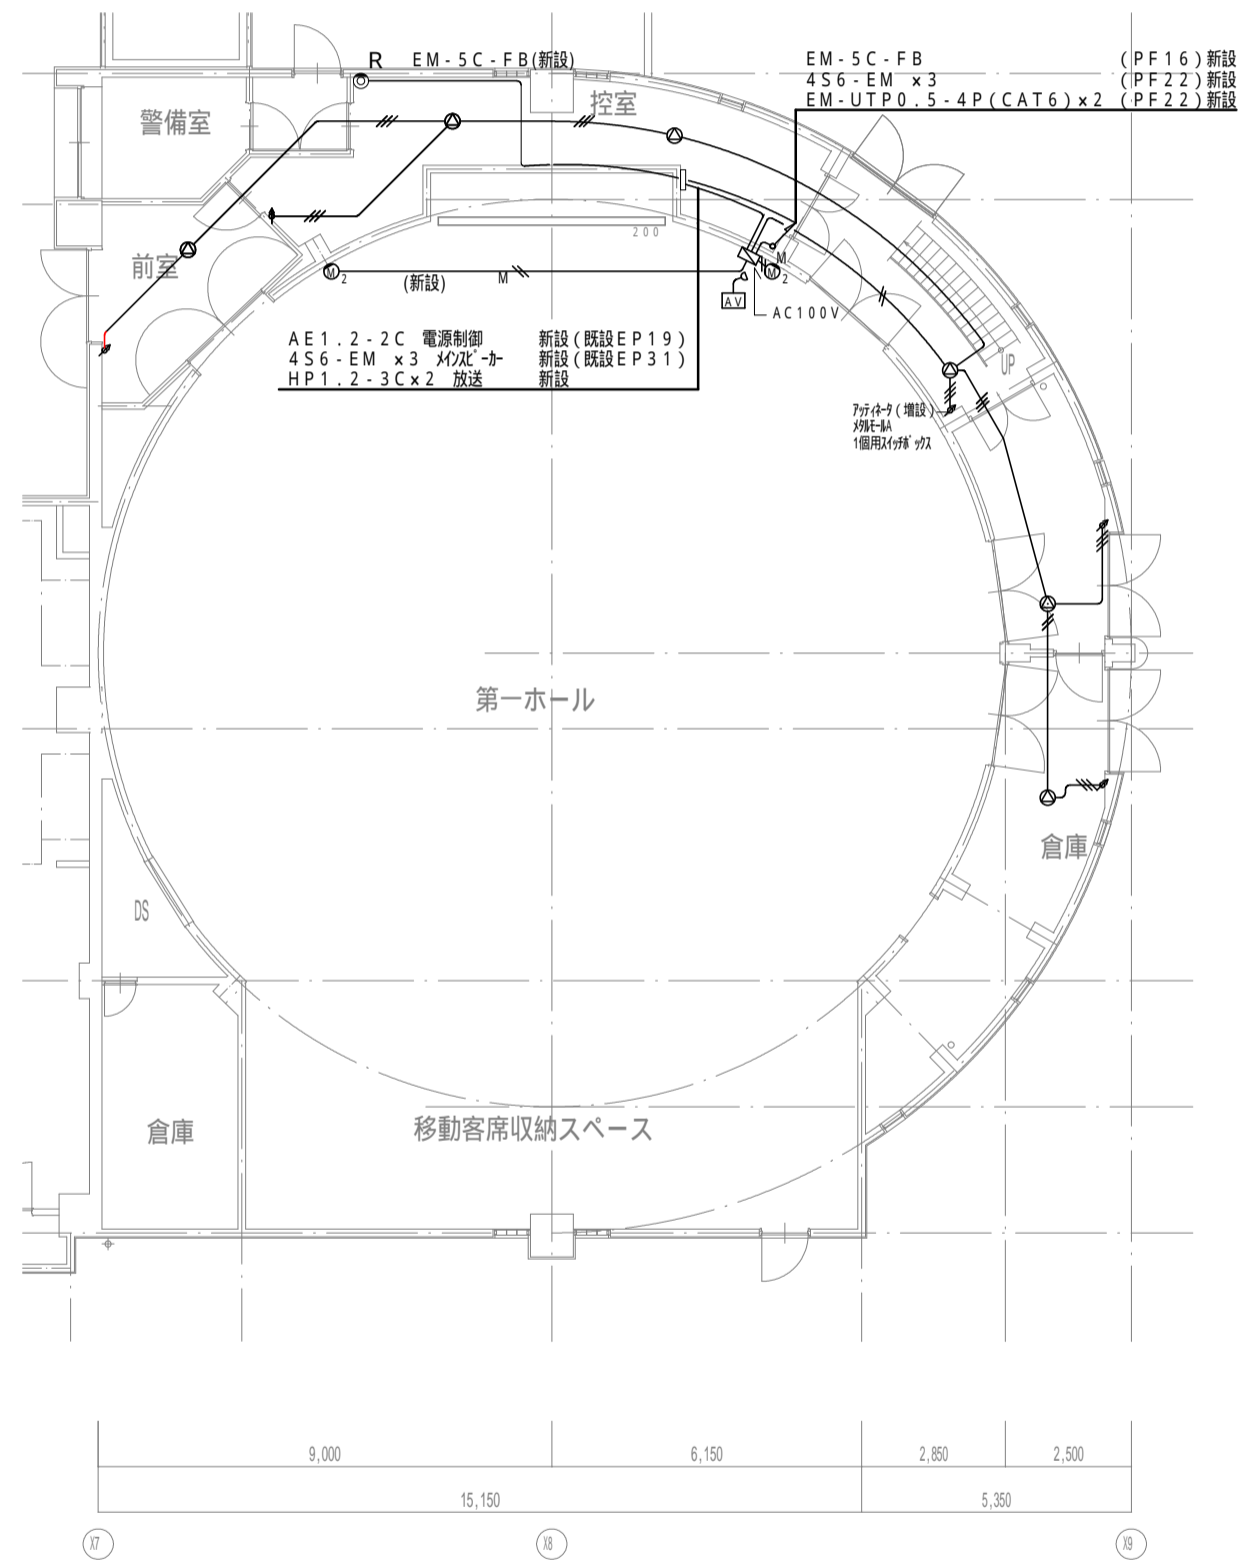 R EM-5C-FB(新設)
EM-5C-FB (PF16)新設
4S6-EM ×3 (PF22)新設
EM-UTP0.5-4P(CAT6)×2 (PF22)新設
警備室
控室
200
前室
M 2
(新設)
M
M
M 2
AV
AC100V
AE1.2-2C 電源制御 新設(既設EP19)
4S6-EM ×3 メインスピーカー 新設(既設EP31)
HP1.2-3C×2 放送 新設
UP
アッティネータ(増設)
メタルモールA
1個用スイッチボックス
第一ホール
倉庫
DS
倉庫
移動客席収納スペース
9,000
6,150
2,850
2,500
15,150
5,350
X7
X8
X9